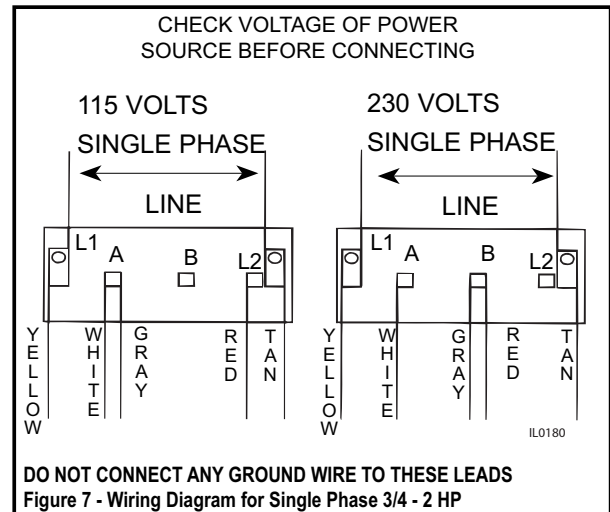 CHECK VOLTAGE OF POWER
SOURCE BEFORE CONNECTING
115 VOLTS
SINGLE PHASE
LINE
L1
A
B
L2
YELLOW
WHITE
GRAY
RED
TAN
230 VOLTS
SINGLE PHASE
LINE
L1
A
B
L2
YELLOW
WHITE
GRAY
RED
TAN
IL0180
DO NOT CONNECT ANY GROUND WIRE TO THESE LEADS
Figure 7 - Wiring Diagram for Single Phase 3/4 - 2 HP